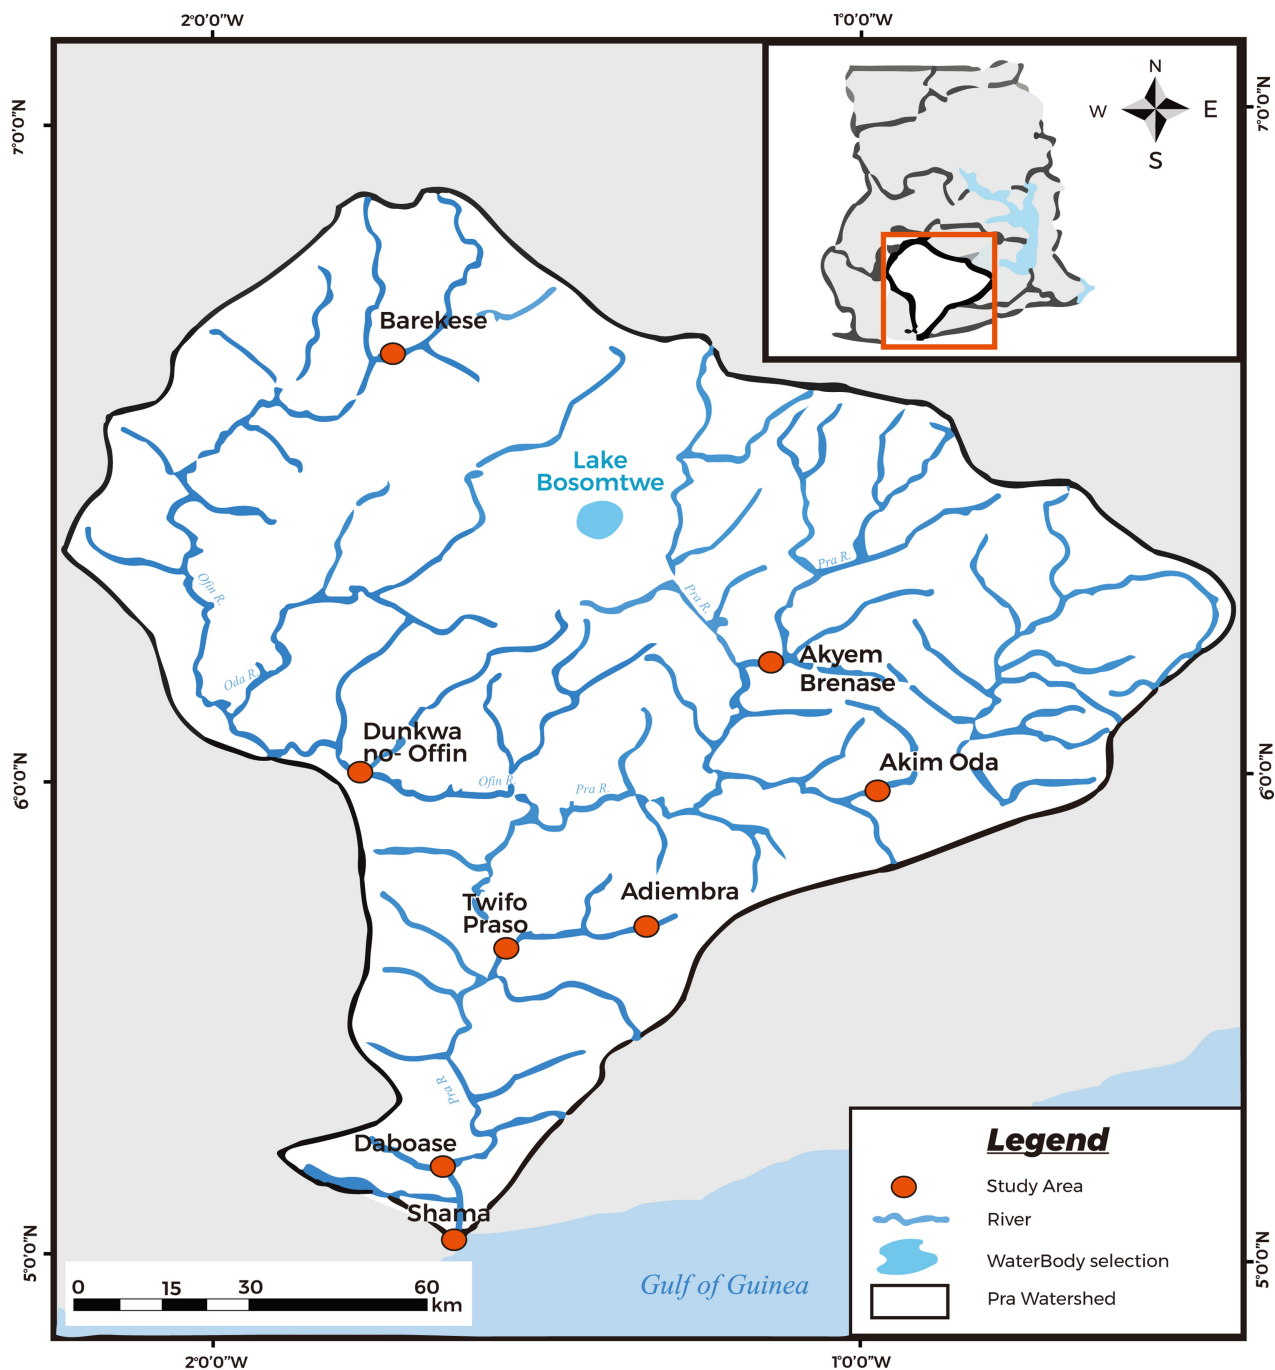 2°0'0"W
1°0'0"W
7°0'0"N
7°0'0"N
N
W
E
S
Barekese
Lake
Bosomtwe
Pra R.
Ofin R.
Pra R.
Akyem
Brenase
Oda R.
Dunkwa
no- Offin
6°0'0"N
6°0'0"N
Akim Oda
Ofin R.
Pra R.
Twifo
Praso
Adiembra
Pra R
Daboase
Shama
Gulf of Guinea
5°0'0"N
5°0'0"N
0 15 30 60
km
Legend
Study Area
River
WaterBody selection
Pra Watershed
2°0'0"W
1°0'0"W